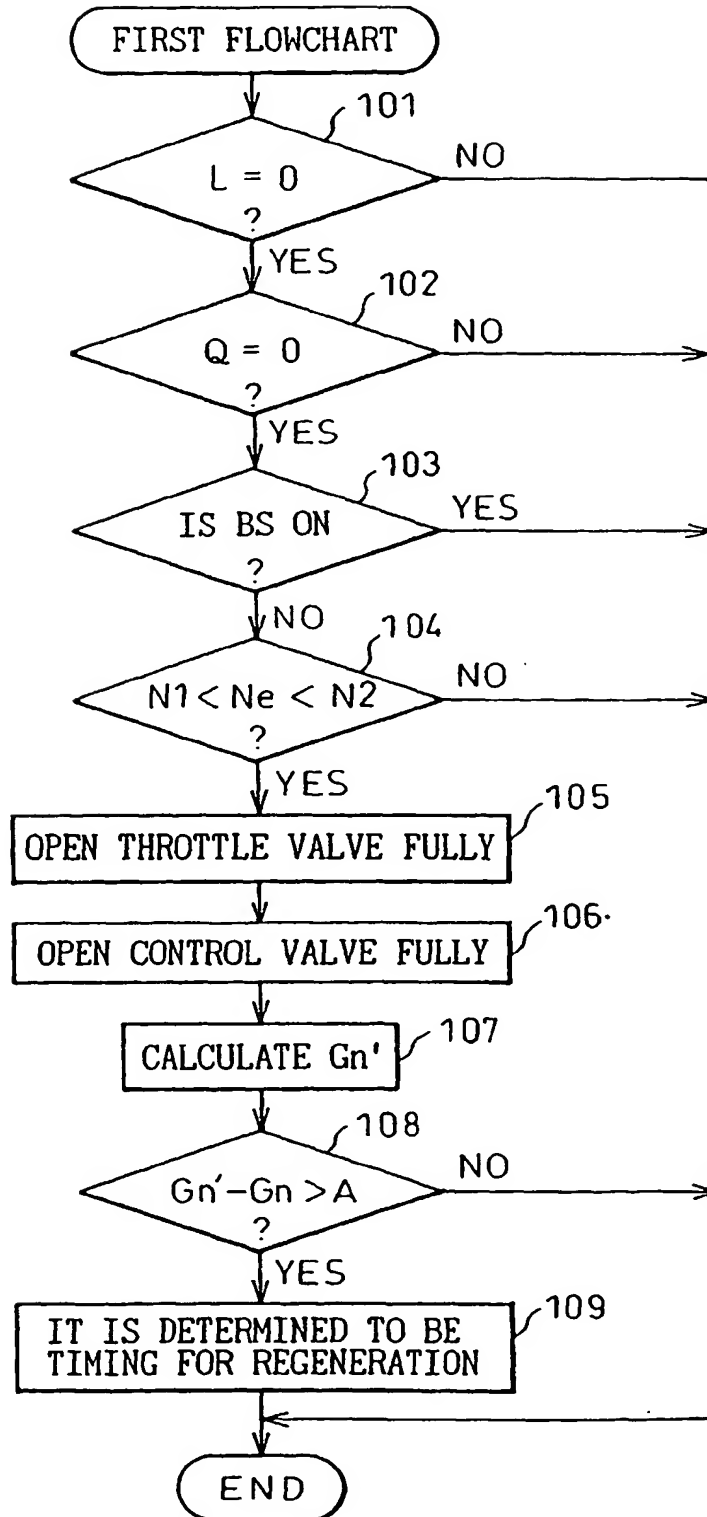 FIRST FLOWCHART
101
L = 0
?
NO
YES
102
Q = 0
?
NO
YES
103
IS BS ON
?
YES
NO
104
N1 < Ne < N2
?
NO
YES
105
OPEN THROTTLE VALVE FULLY
106
OPEN CONTROL VALVE FULLY
107
CALCULATE Gn'
108
Gn'-Gn > A
?
NO
YES
109
IT IS DETERMINED TO BE
TIMING FOR REGENERATION
END